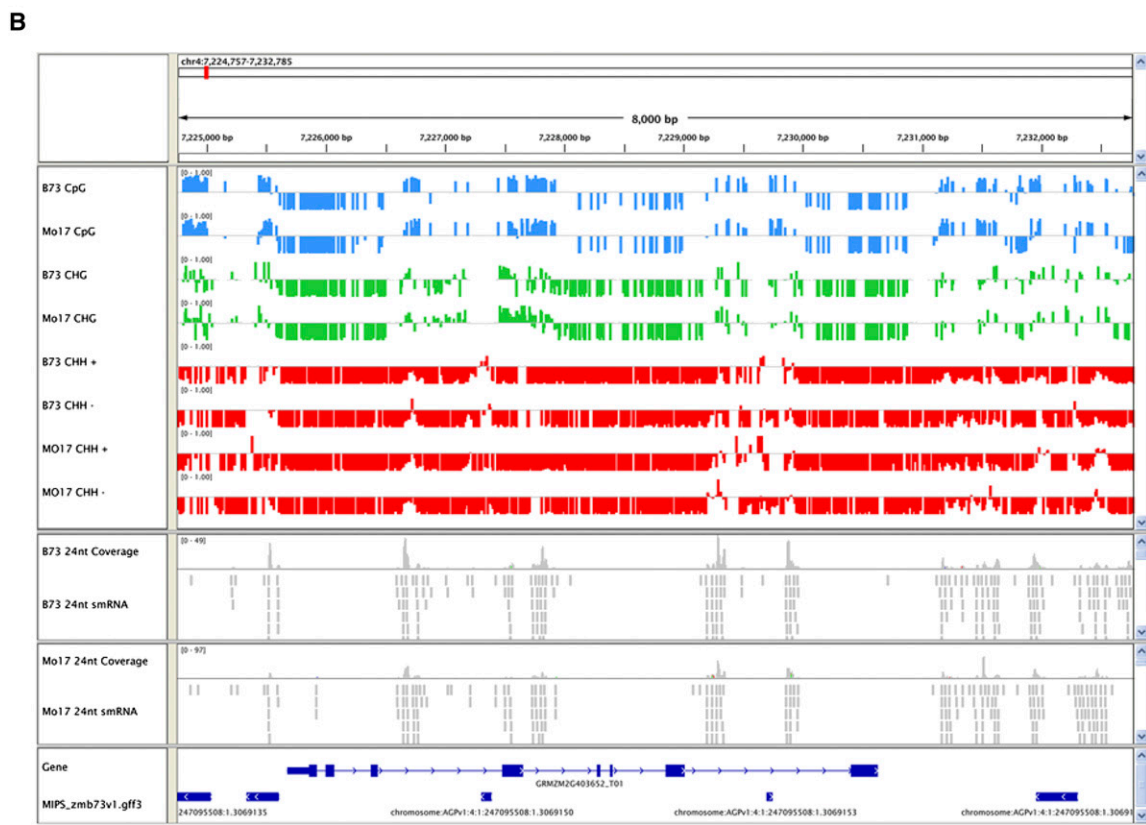 B
chr4:7,224,757-7,232,785
8,000 bp
7,225,000 bp 7,226,000 bp 7,227,000 bp 7,228,000 bp 7,229,000 bp 7,230,000 bp 7,231,000 bp 7,232,000 bp
[0 - 1.00]
B73 CpG
[0 - 1.00]
Mo17 CpG
[0 - 1.00]
B73 CHG
[0 - 1.00]
Mo17 CHG
[0 - 1.00]
B73 CHH +
[0 - 1.00]
B73 CHH -
[0 - 1.00]
MO17 CHH +
[0 - 1.00]
MO17 CHH -
B73 24nt Coverage [0 - 49]
B73 24nt smRNA
Mo17 24nt Coverage [0 - 97]
Mo17 24nt smRNA
Gene
GRMZM2G403652_T01
MIPS_zmb73v1.gff3
247095508:1.3069135 chromosome:AGPv1:4:1:247095508:1.3069150 chromosome:AGPv1:4:1:247095508:1.3069153 chromosome:AGPv1:4:1:247095508:1.3069